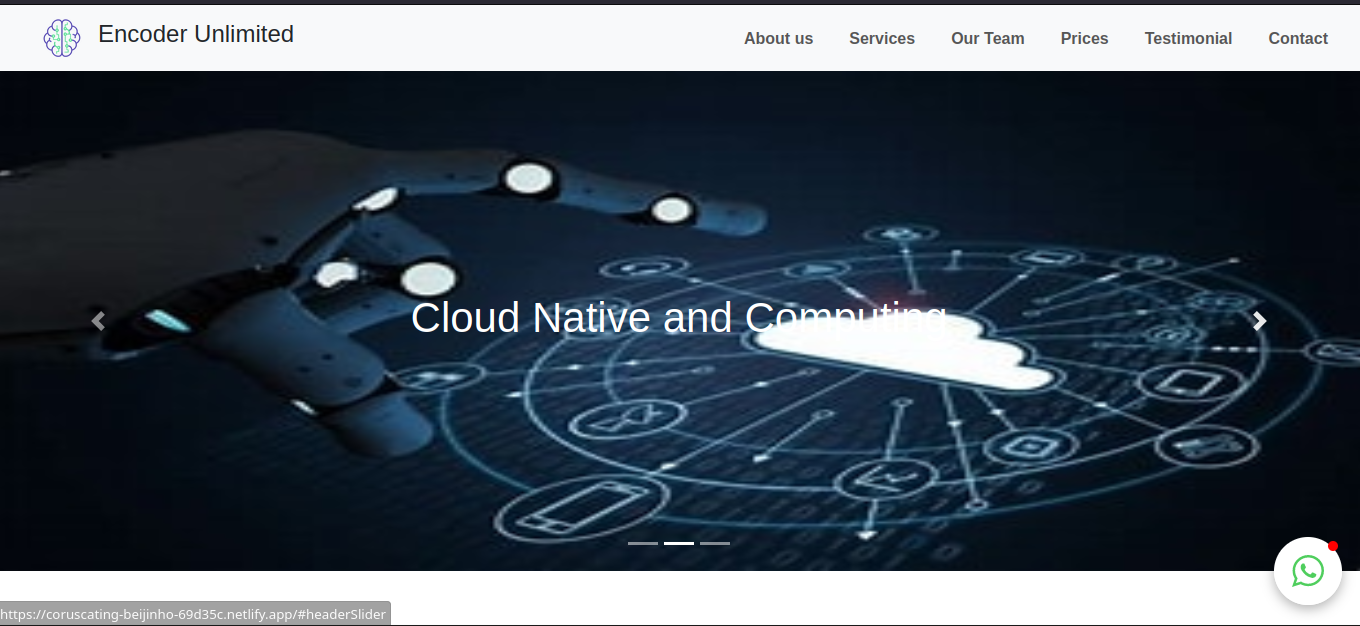 Encoder Unlimited
About us Services Our Team Prices Testimonial Contact
Cloud Native and Computing
https://coruscating-beijinho-69d35c.netlify.app/#headerSlider